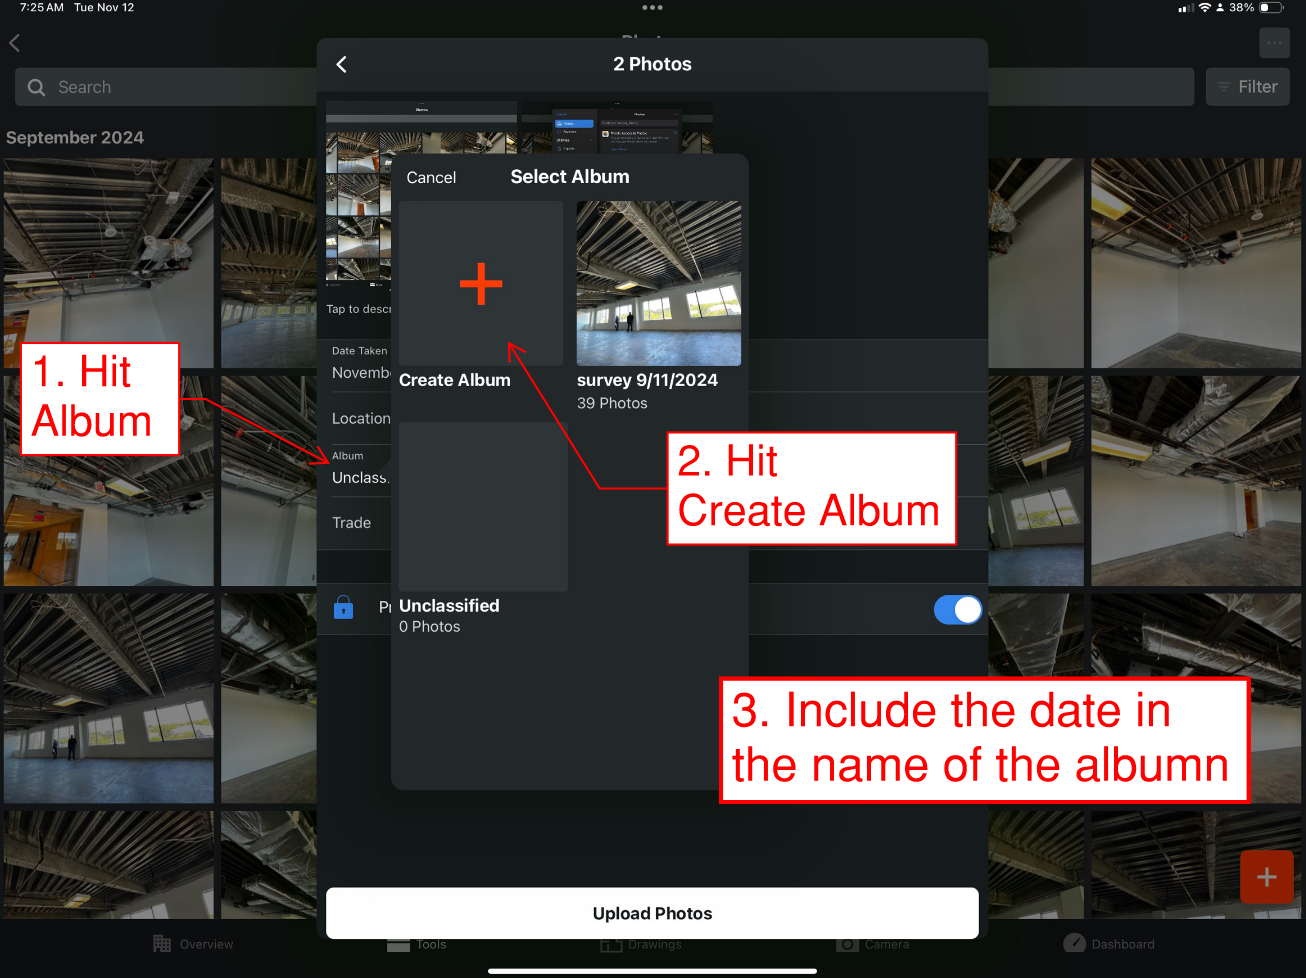 7:25 AM Tue Nov 12
38%
2 Photos
Search
Filter
September 2024
Photos
Photos
Cancel
Select Album
Tap to descr
Date Taken
Novemb
Create Album
survey 9/11/2024
39 Photos
1. Hit
Album
Location
Album
Unclass.
2. Hit
Create Album
Trade
Unclassified
0 Photos
3. Include the date in
the name of the albumn
Upload Photos
Overview
Tools
Drawings
Camera
Dashboard